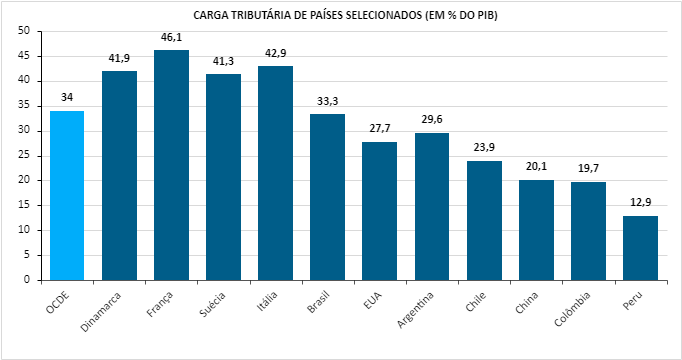 CARGA TRIBUTÁRIA DE PAÍSES SELECIONADOS (EM % DO PIB)
50
45
40
35
30
25
20
15
10
5
0
34
41,9
46,1
41,3
42,9
33,3
27,7
29,6
23,9
20,1
19,7
12,9
OCDE
Dinamarca
França
Suécia
Itália
Brasil
EUA
Argentina
Chile
China
Colômbia
Peru